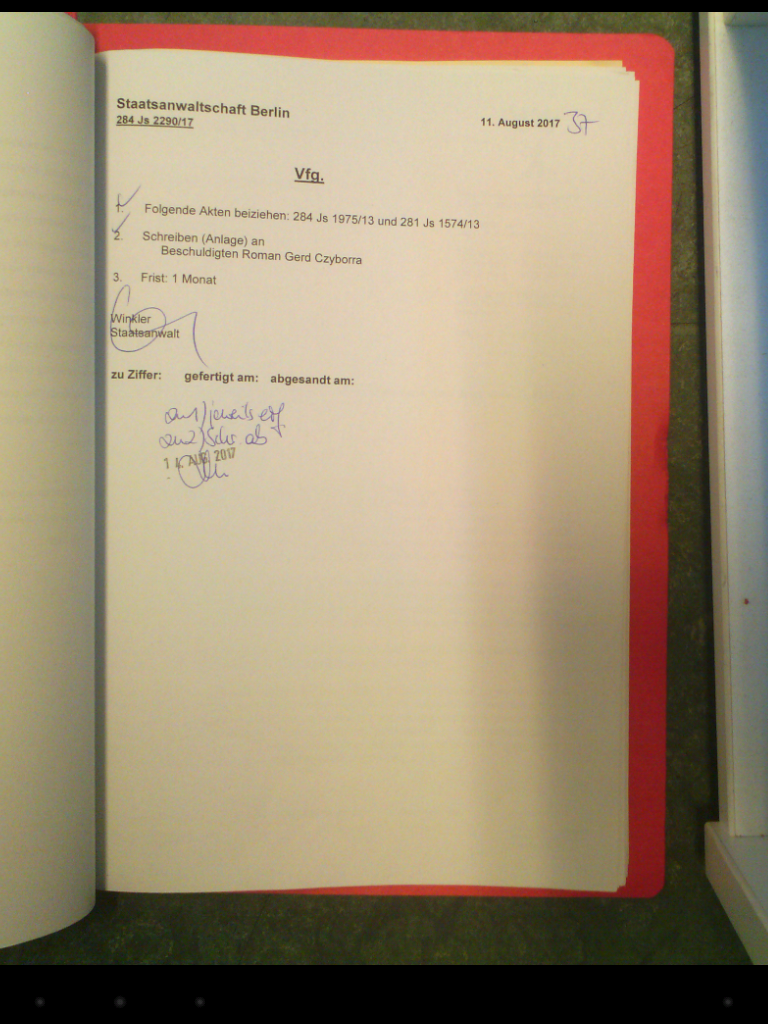 Staatsanwaltschaft Berlin
284 Js 2290/17
11. August 2017 37
Vfg.
1. Folgende Akten beiziehen: 284 Js 1975/13 und 281 Js 1574/13
2. Schreiben (Anlage) an
Beschuldigten Roman Gerd Czyborra
3. Frist: 1 Monat
Winkler
Staatsanwalt
zu Ziffer: gefertigt am: abgesandt am:
zu 1) jeweils erf
zu 2) Schr ab
AUG. 2017